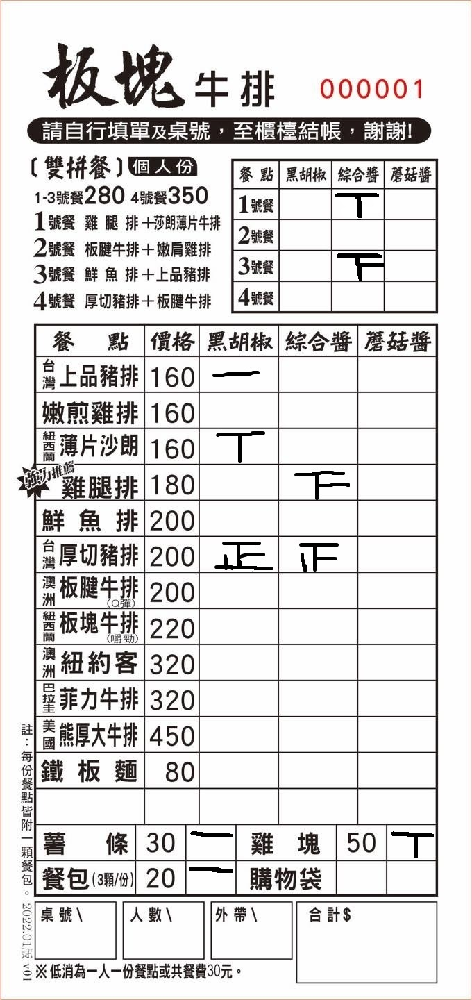 板塊牛排 000001
請自行填單及桌號，至櫃檯結帳，謝謝!
〔雙拼餐〕個人份
1-3號餐280 4號餐350
1號餐 雞腿排＋莎朗薄片牛排
2號餐 板腱牛排＋嫩肩雞排
3號餐 鮮魚排＋上品豬排
4號餐 厚切豬排＋板腱牛排
餐點 黑胡椒 綜合醬 蘑菇醬
1號餐 丅
2號餐
3號餐 下
4號餐
餐點 價格 黑胡椒 綜合醬 蘑菇醬
台灣 上品豬排 160 一
嫩煎雞排 160
紐西蘭 薄片沙朗 160 丅
強力推薦 雞腿排 180 下
鮮魚排 200
台灣 厚切豬排 200 正 止
澳洲 板腱牛排(Q彈) 200
紐西蘭 板塊牛排(嚼勁) 220
澳洲 紐約客 320
巴拉圭 菲力牛排 320
美國 熊厚大牛排 450
鐵板麵 80
薯條 30 一 雞塊 50 丅
餐包(3顆/份) 20 一 購物袋
桌號\ 人數\ 外帶\ 合計$
※低消為一人一份餐點或共餐費30元。
註：每份餐點皆附一顆餐包。2022.01版 v01